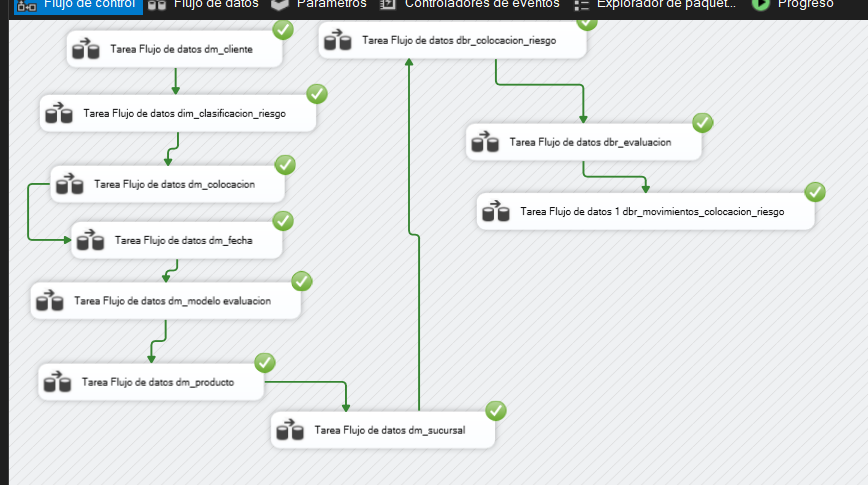 Flujo de control
Flujo de datos
Parámetros
Controladores de eventos
Explorador de paquet...
Progreso
Tarea Flujo de datos dm_cliente
Tarea Flujo de datos dim_clasificacion_riesgo
Tarea Flujo de datos dm_colocacion
Tarea Flujo de datos dm_fecha
Tarea Flujo de datos dm_modelo evaluacion
Tarea Flujo de datos dm_producto
Tarea Flujo de datos dm_sucursal
Tarea Flujo de datos dbr_colocacion_riesgo
Tarea Flujo de datos dbr_evaluacion
Tarea Flujo de datos 1 dbr_movimientos_colocacion_riesgo